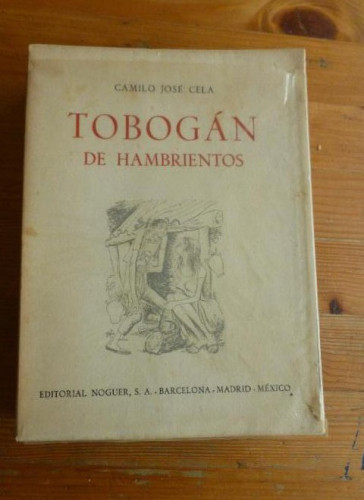 CAMILO JOSÉ CELA
TOBOGÁN
DE HAMBRIENTOS
EDITORIAL NOGUER, S. A. - BARCELONA - MADRID - MÉXICO